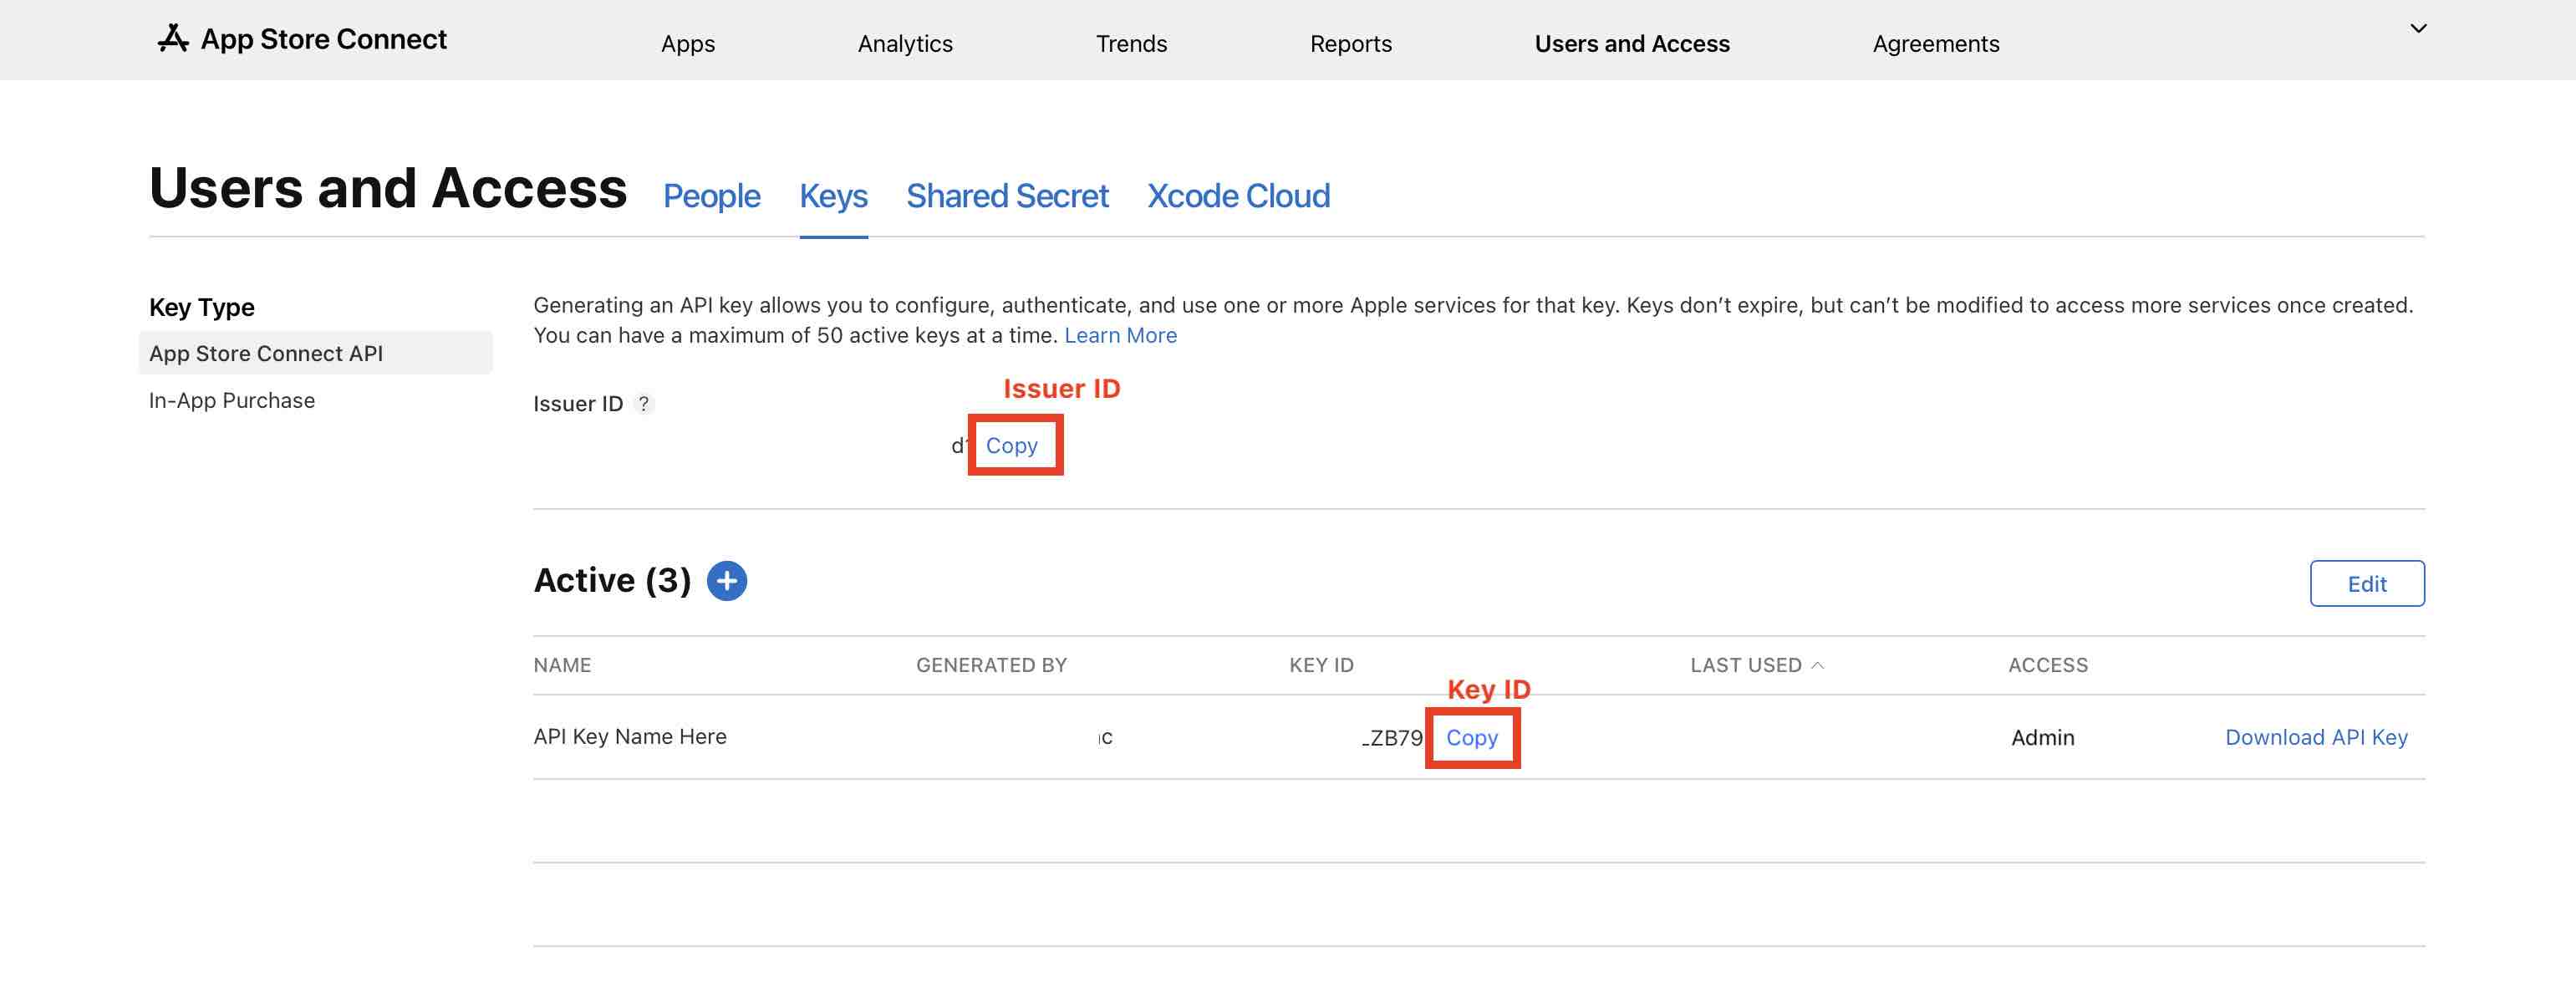 App Store Connect
Apps Analytics Trends Reports Users and Access Agreements
Users and Access People Keys Shared Secret Xcode Cloud
Key Type
App Store Connect API
In-App Purchase
Generating an API key allows you to configure, authenticate, and use one or more Apple services for that key. Keys don’t expire, but can’t be modified to access more services once created.
You can have a maximum of 50 active keys at a time. Learn More
Issuer ID
Issuer ID ?
Copy
Active (3) +
Edit
NAME GENERATED BY KEY ID LAST USED ACCESS
Key ID
API Key Name Here ZB79 Copy Admin Download API Key